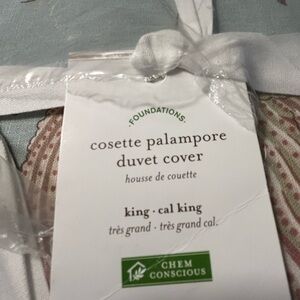 ·FOUNDATIONS·
cosette palampore
duvet cover
housse de couette
king · cal king
très grand · très grand cal.
CHEM
CONSCIOUS